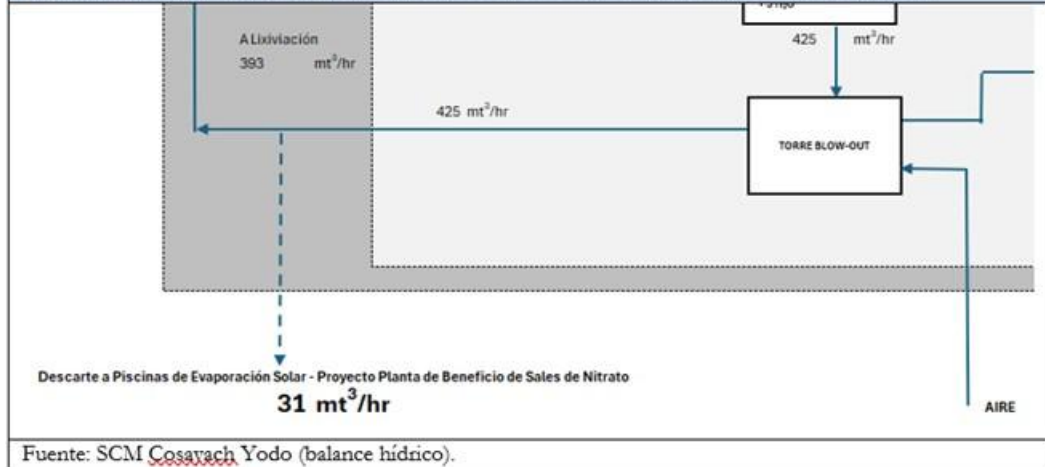 A Lixiviación
393 mt³/hr
425 mt³/hr
425 mt³/hr
TORRE BLOW-OUT
Descarte a Piscinas de Evaporación Solar - Proyecto Planta de Beneficio de Sales de Nitrato
31 mt³/hr
AIRE
Fuente: SCM Cosayach Yodo (balance hídrico).